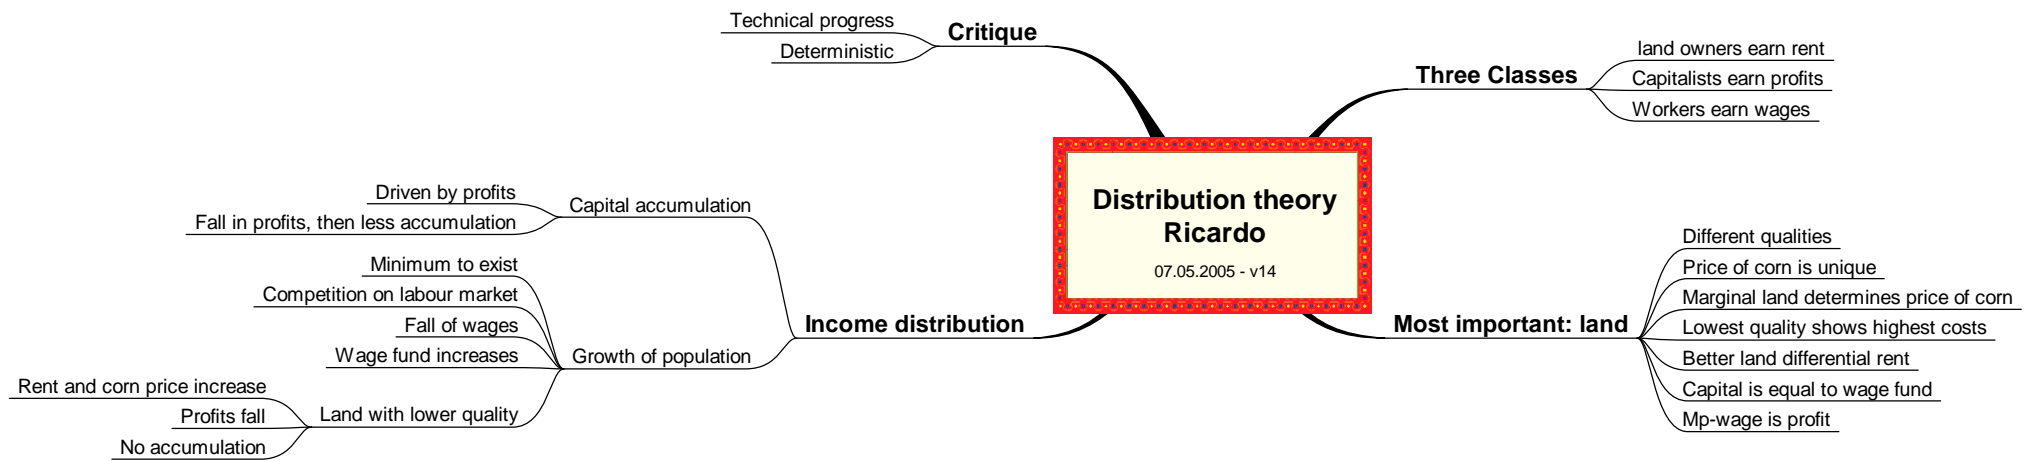 Distribution theory
Ricardo
07.05.2005 - v14
Three Classes
land owners earn rent
Capitalists earn profits
Workers earn wages
Most important: land
Different qualities
Price of corn is unique
Marginal land determines price of corn
Lowest quality shows highest costs
Better land differential rent
Capital is equal to wage fund
Mp-wage is profit
Critique
Technical progress
Deterministic
Income distribution
Capital accumulation
Driven by profits
Fall in profits, then less accumulation
Growth of population
Minimum to exist
Competition on labour market
Fall of wages
Wage fund increases
Land with lower quality
Rent and corn price increase
Profits fall
No accumulation